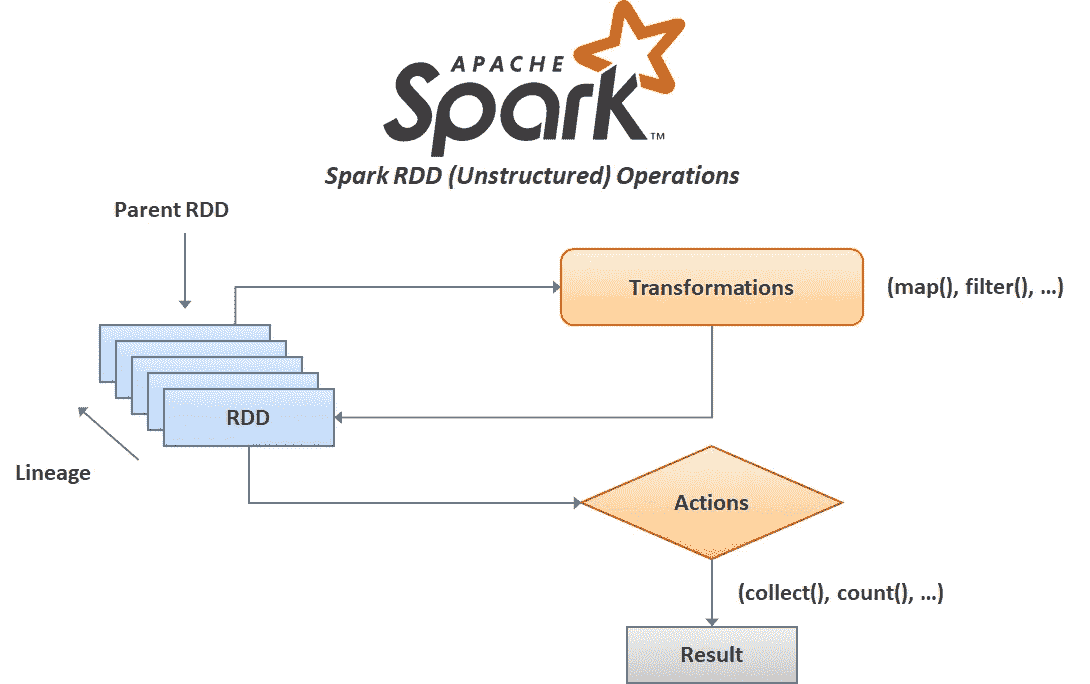 APACHE
Spark™
Spark RDD (Unstructured) Operations
Parent RDD
Transformations
(map(), filter(), ...)
RDD
Lineage
Actions
(collect(), count(), ...)
Result